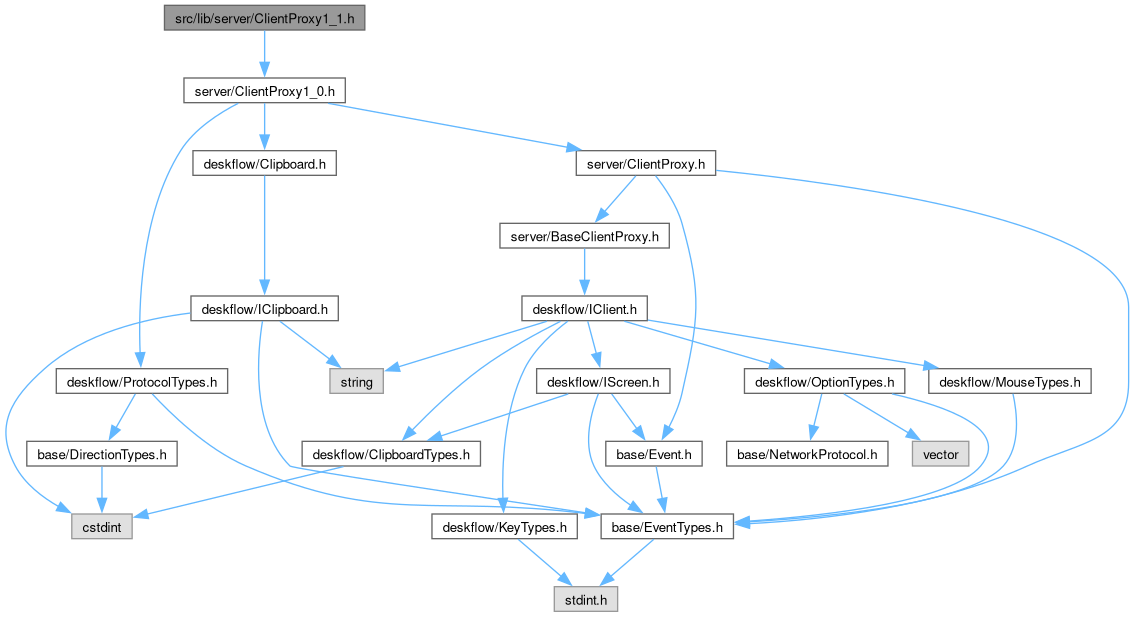 src/lib/server/ClientProxy1_1.h
server/ClientProxy1_0.h
deskflow/Clipboard.h
server/ClientProxy.h
server/BaseClientProxy.h
deskflow/IClipboard.h
deskflow/IClient.h
deskflow/ProtocolTypes.h
string
deskflow/IScreen.h
deskflow/OptionTypes.h
deskflow/MouseTypes.h
base/DirectionTypes.h
deskflow/ClipboardTypes.h
base/Event.h
base/NetworkProtocol.h
vector
cstdint
deskflow/KeyTypes.h
base/EventTypes.h
stdint.h